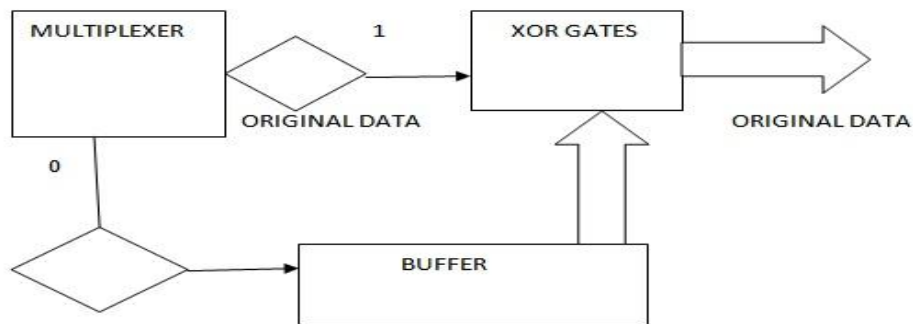 MULTIPLEXER
1
XOR GATES
ORIGINAL DATA
ORIGINAL DATA
0
BUFFER